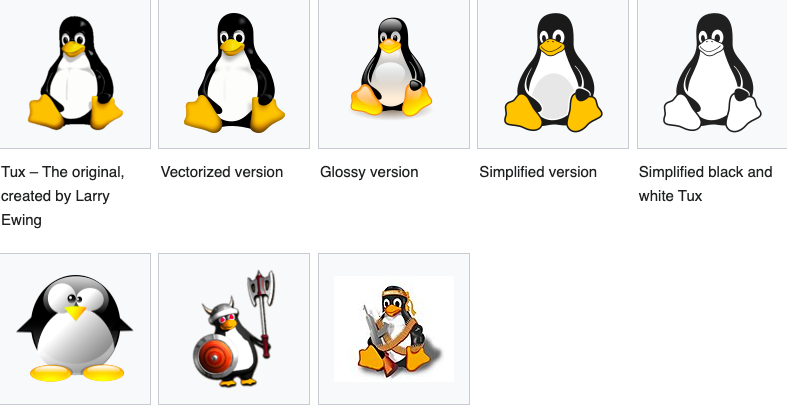 Tux – The original,
created by Larry
Ewing
Vectorized version
Glossy version
Simplified version
Simplified black and
white Tux